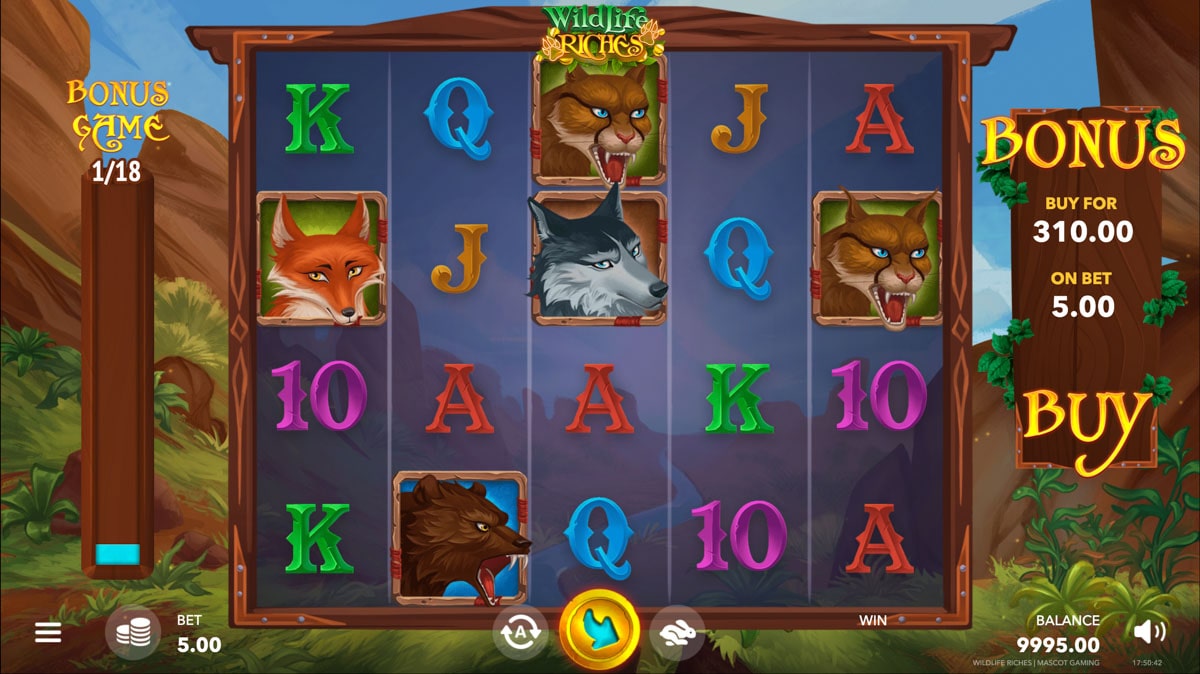 WILDLIFE
RICHES
BONUS
GAME
1/18
K Q J A
J Q
10 A A K 10
K Q 10 A
BONUS
BUY FOR
310.00
ON BET
5.00
BUY
BET
5.00
A
WIN
BALANCE
9995.00
WILDLIFE RICHES | MASCOT GAMING 17:50:42